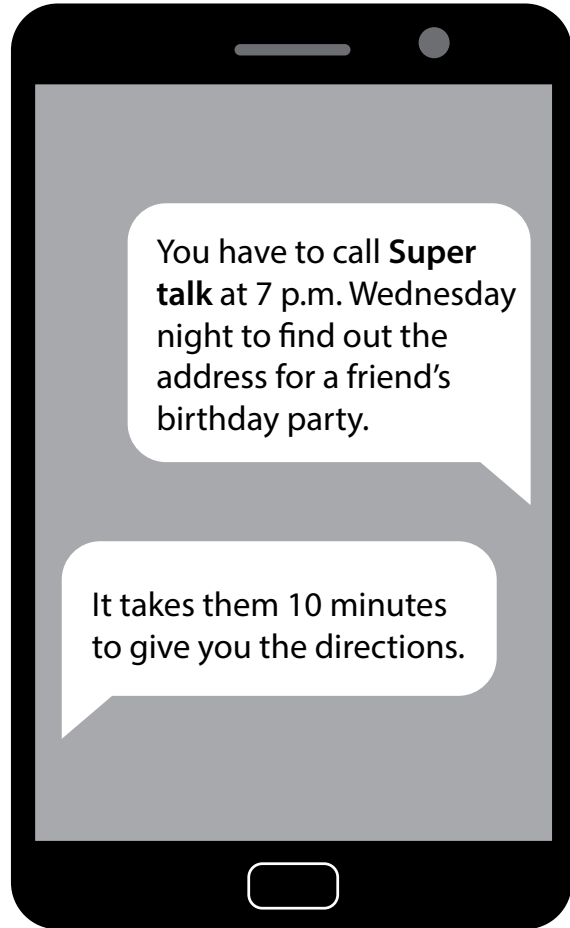 You have to call Super
talk at 7 p.m. Wednesday
night to find out the
address for a friend’s
birthday party.
It takes them 10 minutes
to give you the directions.